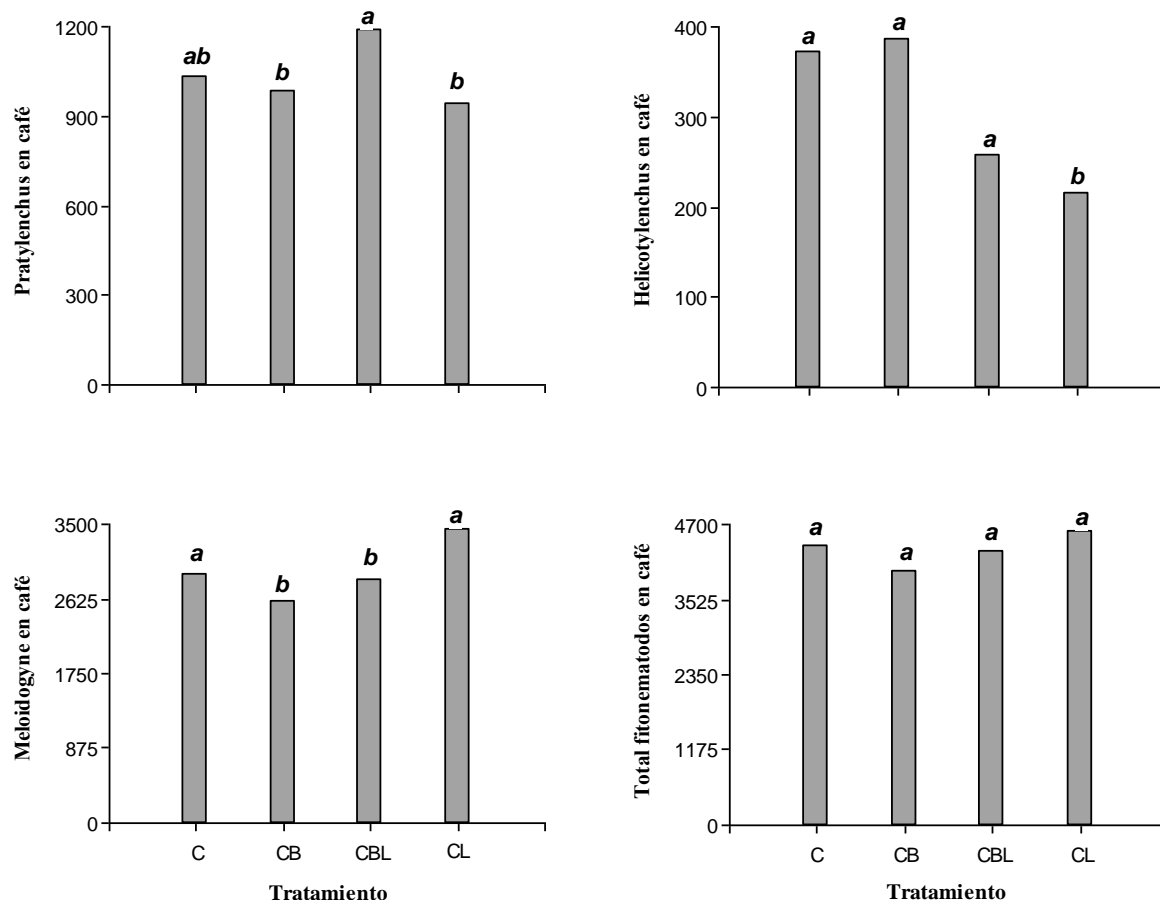 Pratylenchus en café
1200
900
600
300
0
ab
b
a
b
Helicotylenchus en café
400
300
200
100
0
a
a
a
b
Meloidogyne en café
3500
2625
1750
875
0
a
b
b
a
C CB CBL CL
Tratamiento
Total fitonematodos en café
4700
3525
2350
1175
0
a
a
a
a
C CB CBL CL
Tratamiento